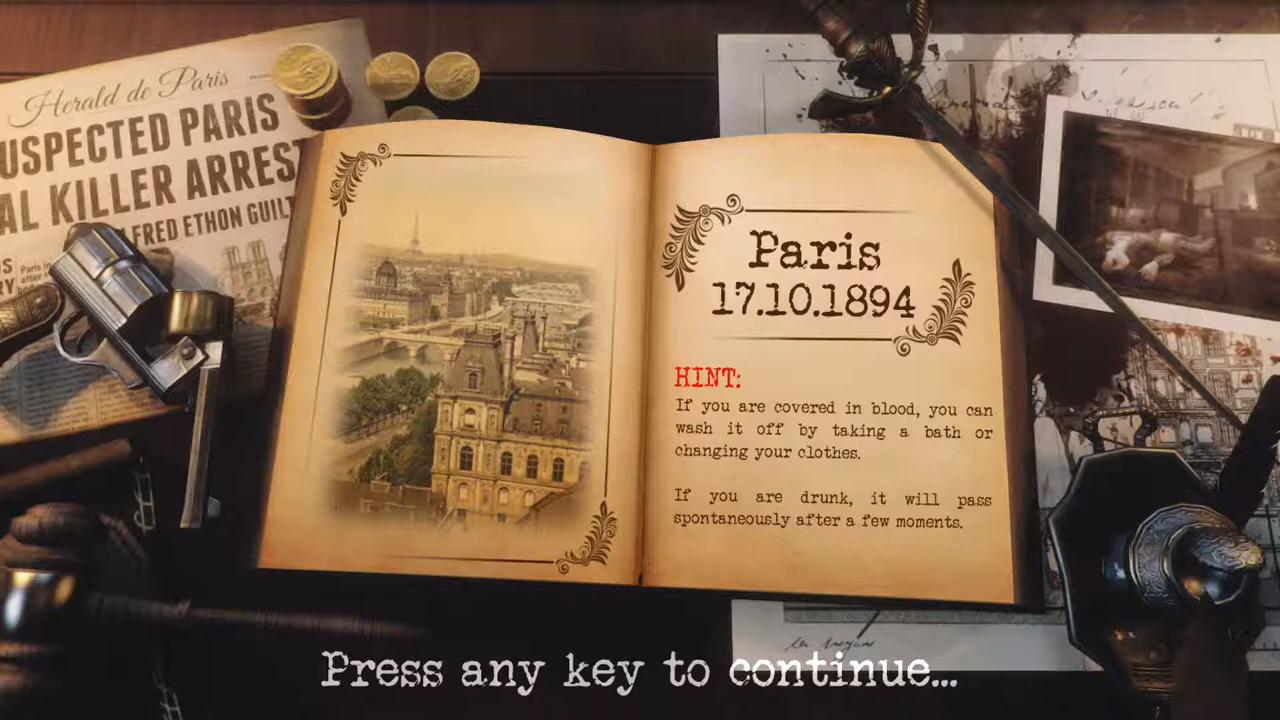 Herald de Paris
USPECTED PARIS
AL KILLER ARREST
FRED ETHON GUILT
Paris
17.10.1894
HINT:
If you are covered in blood, you can
wash it off by taking a bath or
changing your clothes.
If you are drunk, it will pass
spontaneously after a few moments.
Press any key to continue...